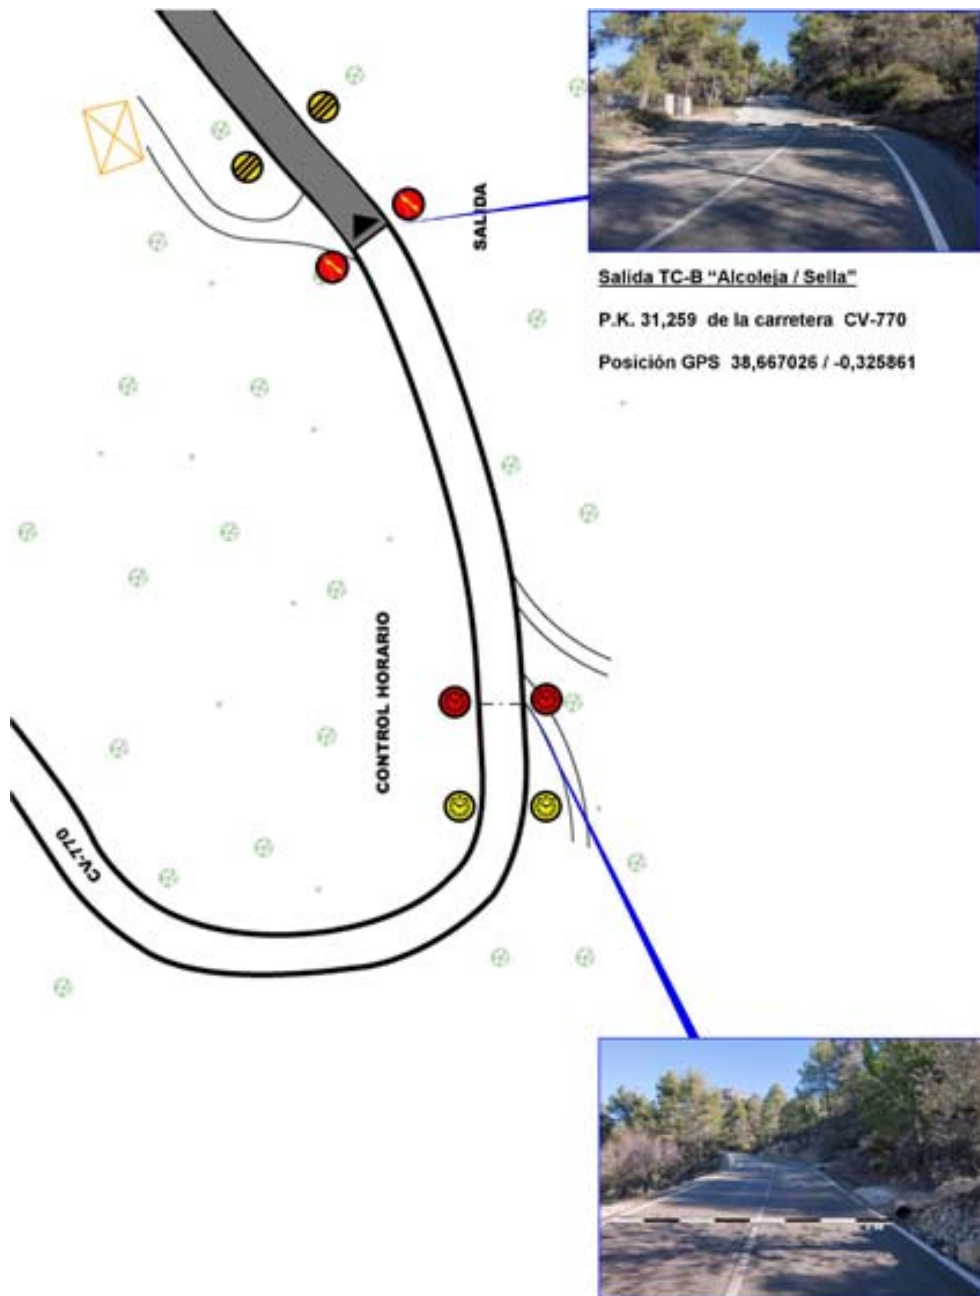 SALIDA
Salida TC-B “Alcoleja / Sella”
P.K. 31,259 de la carretera CV-770
Posición GPS 38,667026 / -0,325861
CONTROL HORARIO
CV-770